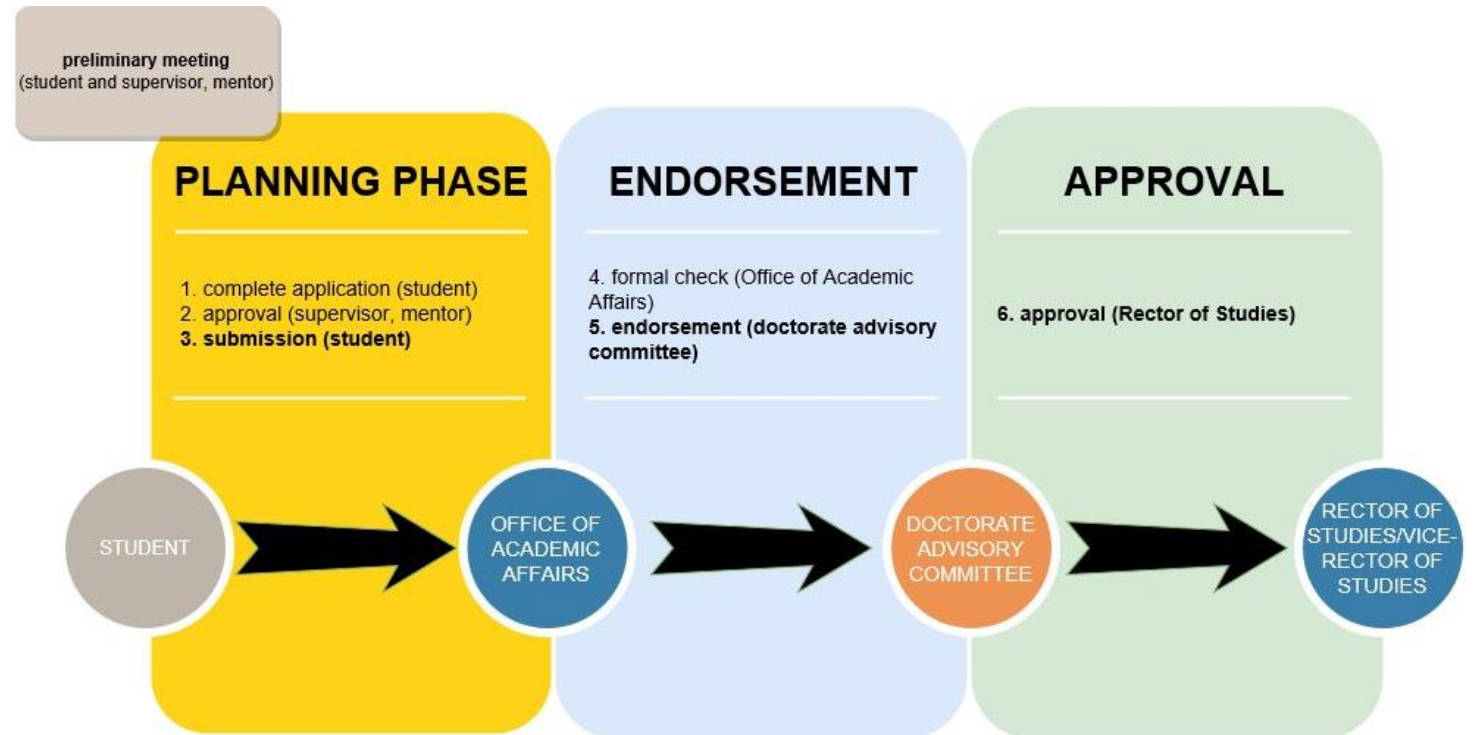 preliminary meeting
(student and supervisor, mentor)
PLANNING PHASE
1. complete application (student)
2. approval (supervisor, mentor)
3. submission (student)
ENDORSEMENT
4. formal check (Office of Academic
Affairs)
5. endorsement (doctorate advisory
committee)
APPROVAL
6. approval (Rector of Studies)
STUDENT
OFFICE OF
ACADEMIC
AFFAIRS
DOCTORATE
ADVISORY
COMMITTEE
RECTOR OF
STUDIES/VICE-
RECTOR OF
STUDIES